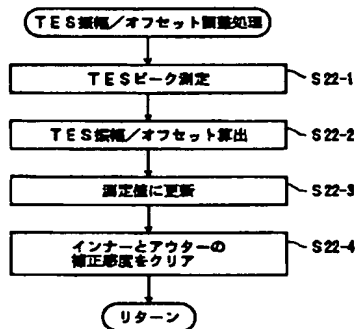 TES振幅／オフセット調整処理
TESピーク測定
S22-1
TES振幅／オフセット算出
S22-2
測定値に更新
S22-3
インナーとアウターの
補正感度をクリア
S22-4
リターン